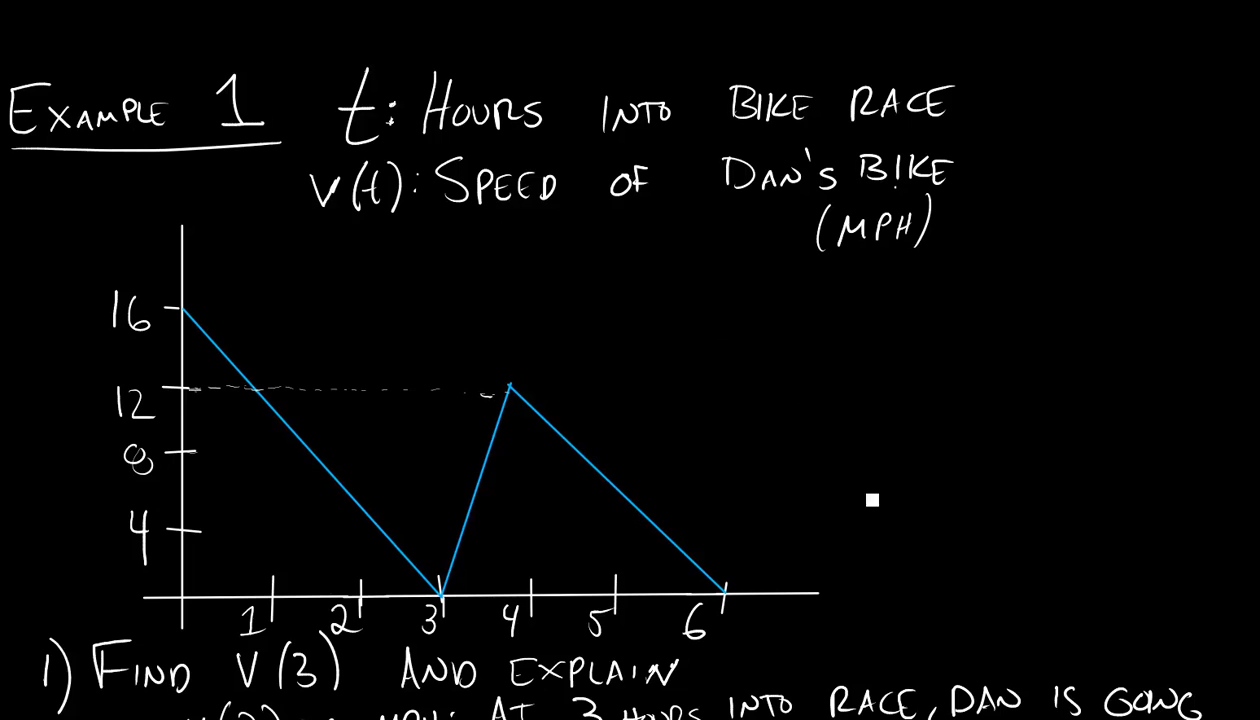 EXAMPLE 1 t: HOURS INTO BIKE RACE
v(t): SPEED OF DAN'S BIKE
(MPH)
16
12
8
4
1 2 3 4 5 6
1) FIND V(3) AND EXPLAIN
MPH: AT 3 HOURS INTO RACE, DAN IS GOING